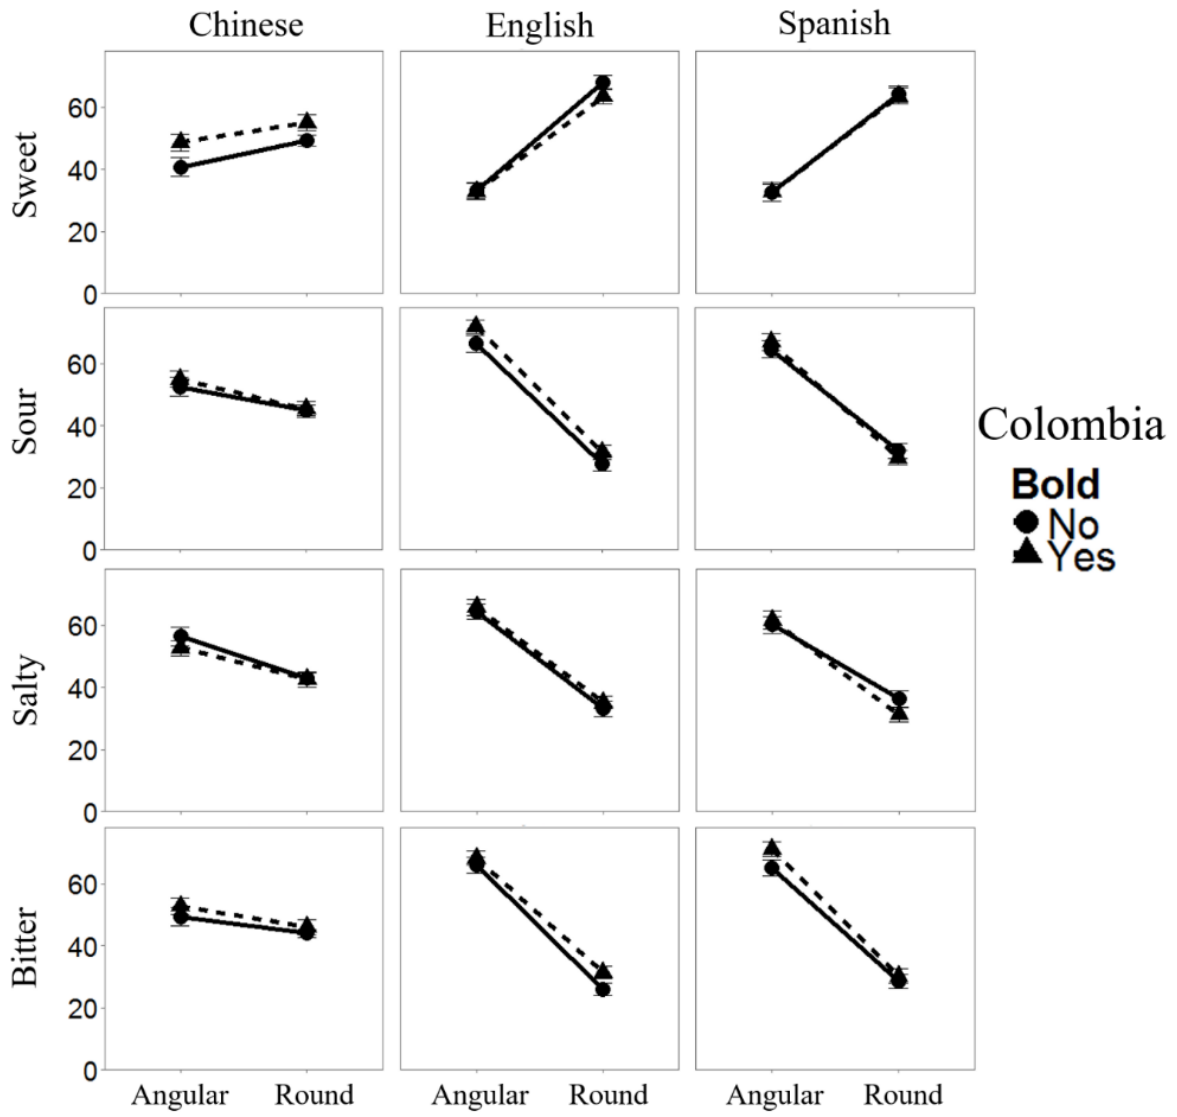 Chinese English Spanish
Sweet
60
40
20
0
Sour
60
40
20
0
Salty
60
40
20
0
Bitter
60
40
20
0
Angular Round Angular Round Angular Round
Colombia
Bold
No
Yes